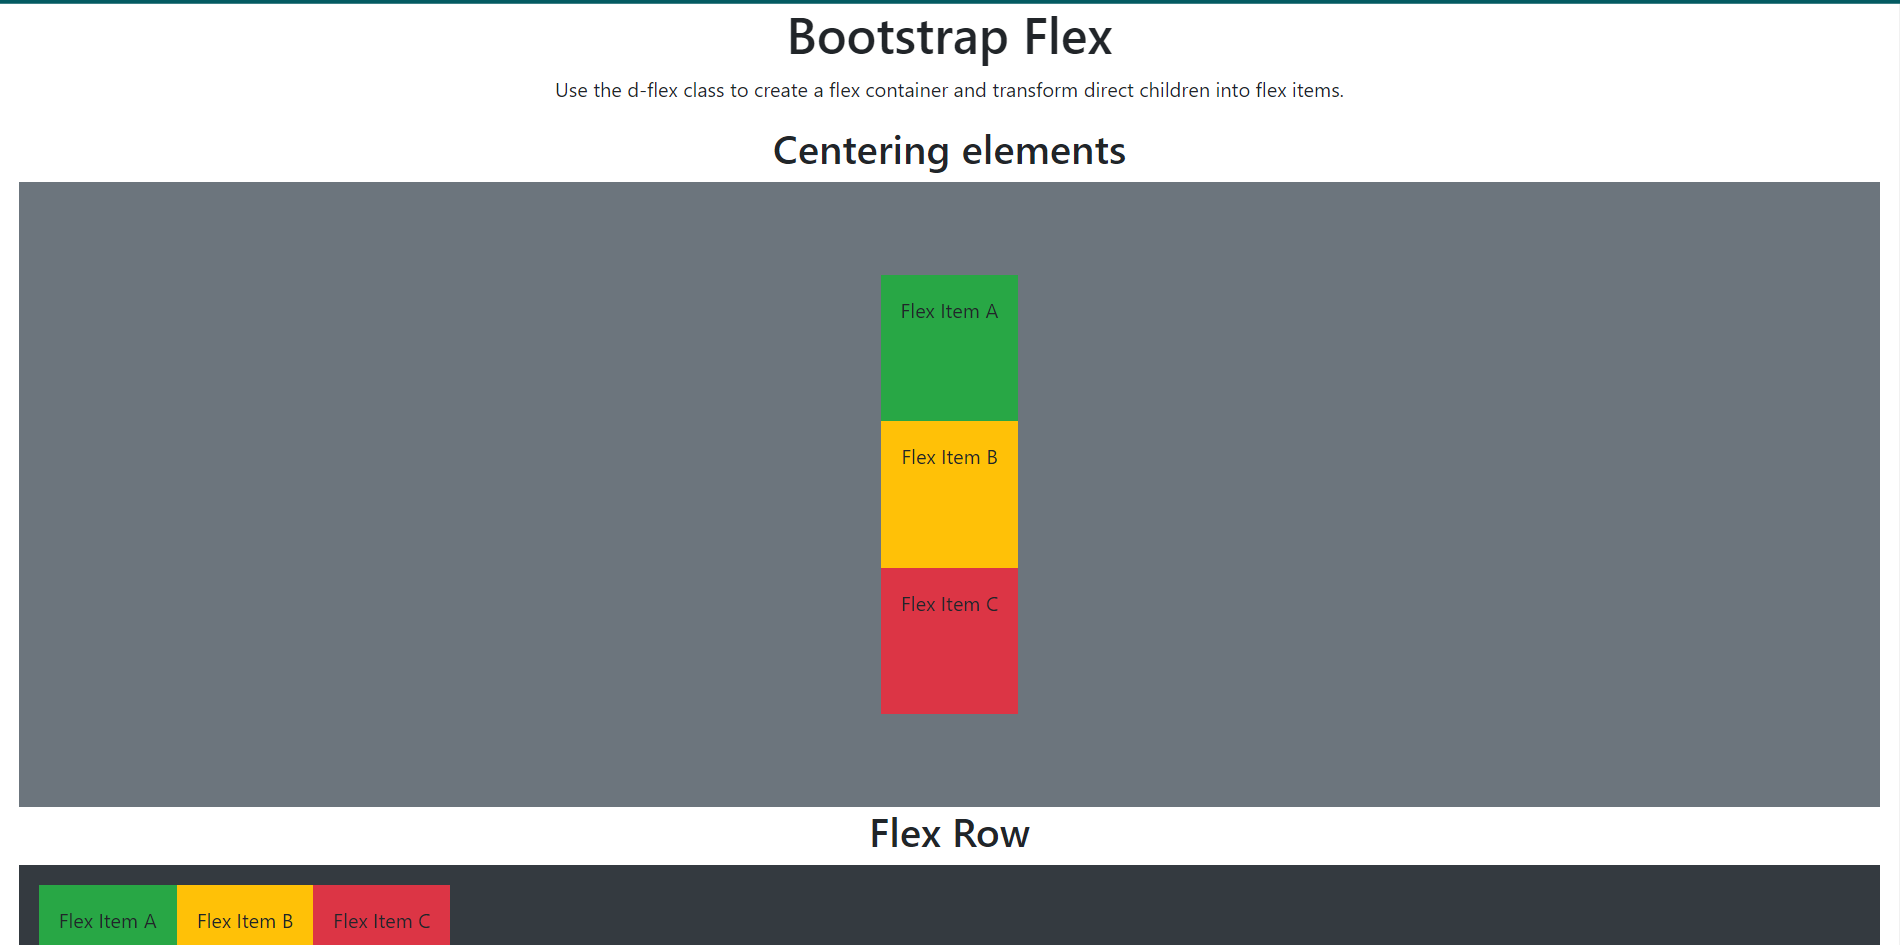 Bootstrap Flex
Use the d-flex class to create a flex container and transform direct children into flex items.
Centering elements
Flex Item A
Flex Item B
Flex Item C
Flex Row
Flex Item A Flex Item B Flex Item C